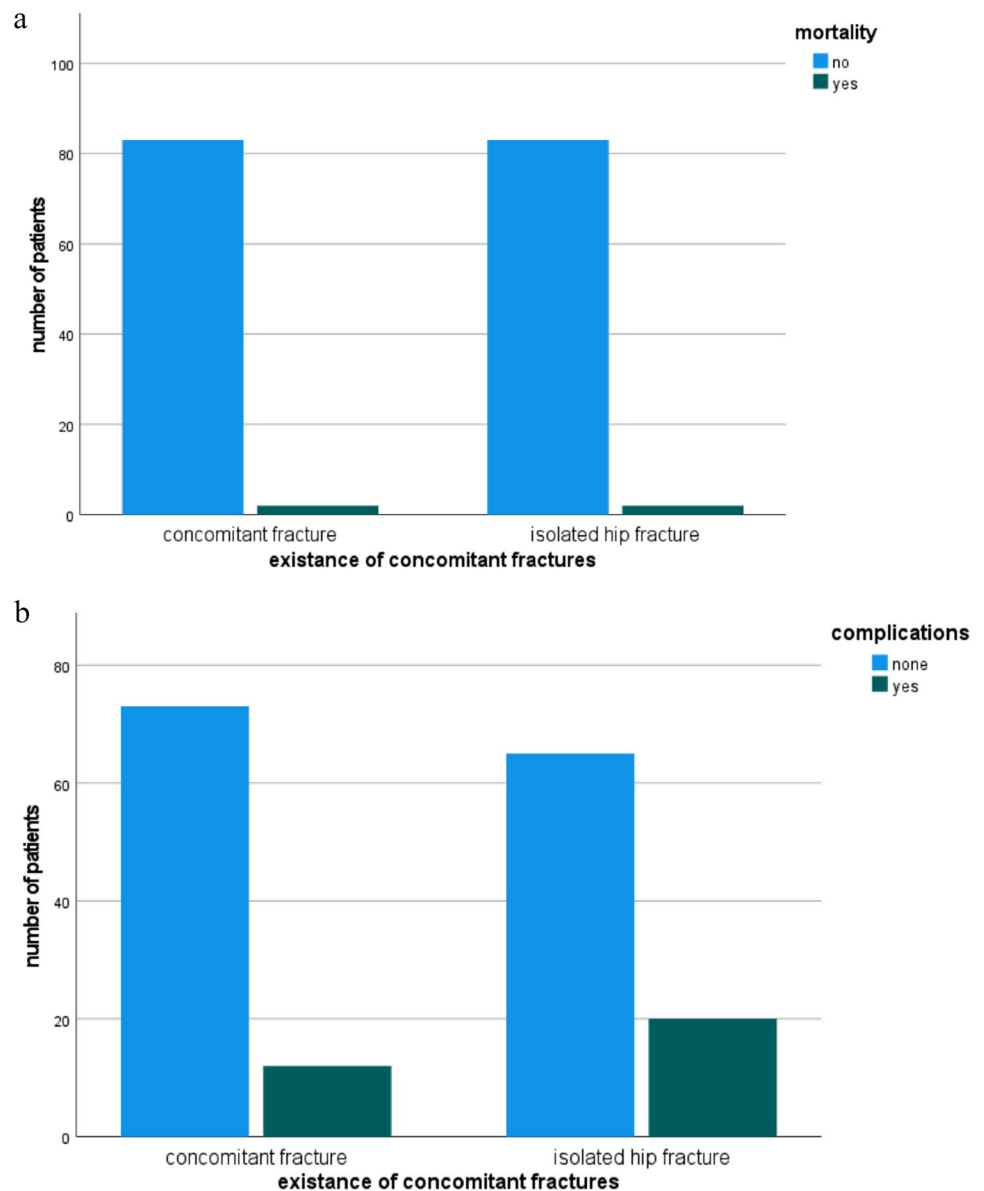 a
mortality
no
yes
100
80
60
40
20
0
number of patients
concomitant fracture
isolated hip fracture
existance of concomitant fractures
b
complications
none
yes
80
60
40
20
0
number of patients
concomitant fracture
isolated hip fracture
existance of concomitant fractures